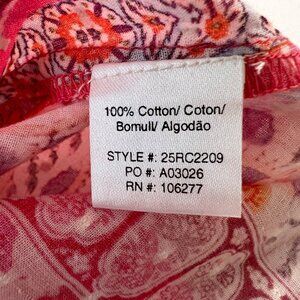 100% Cotton/ Coton/
Bomull/ Algodão
STYLE #: 25RC2209
PO #: A03026
RN #: 106277